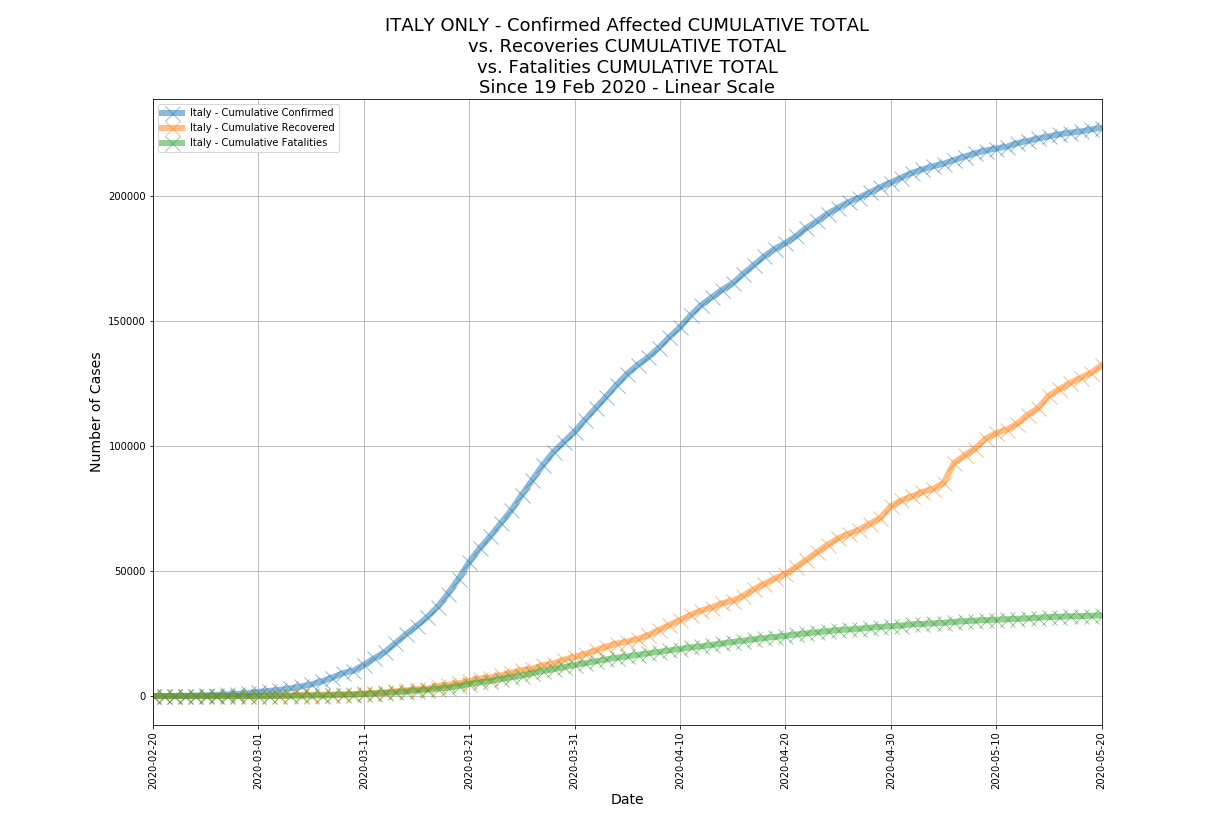 ITALY ONLY - Confirmed Affected CUMULATIVE TOTAL
vs. Recoveries CUMULATIVE TOTAL
vs. Fatalities CUMULATIVE TOTAL
Since 19 Feb 2020 - Linear Scale
Italy - Cumulative Confirmed
Italy - Cumulative Recovered
Italy - Cumulative Fatalities
Number of Cases
200000
150000
100000
50000
0
2020-02-20
2020-03-01
2020-03-11
2020-03-21
2020-03-31
2020-04-10
2020-04-20
2020-04-30
2020-05-10
2020-05-20
Date